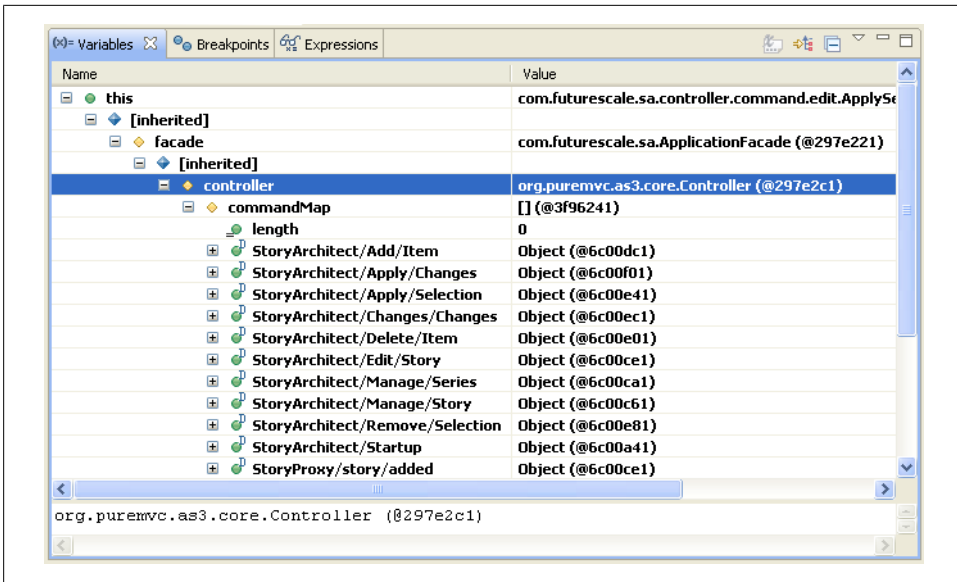 (x)= Variables Breakpoints Expressions
Name Value
this com.futurescale.sa.controller.command.edit.ApplySe
[inherited]
facade com.futurescale.sa.ApplicationFacade (@297e221)
[inherited]
controller org.puremvc.as3.core.Controller (@297e2c1)
commandMap [] (@3f96241)
length 0
StoryArchitect/Add/Item Object (@6c00dc1)
StoryArchitect/Apply/Changes Object (@6c00f01)
StoryArchitect/Apply/Selection Object (@6c00e41)
StoryArchitect/Changes/Changes Object (@6c00ec1)
StoryArchitect/Delete/Item Object (@6c00e01)
StoryArchitect/Edit/Story Object (@6c00ce1)
StoryArchitect/Manage/Series Object (@6c00ca1)
StoryArchitect/Manage/Story Object (@6c00c61)
StoryArchitect/Remove/Selection Object (@6c00e81)
StoryArchitect/Startup Object (@6c00a41)
StoryProxy/story/added Object (@6c00ce1)
org.puremvc.as3.core.Controller (@297e2c1)